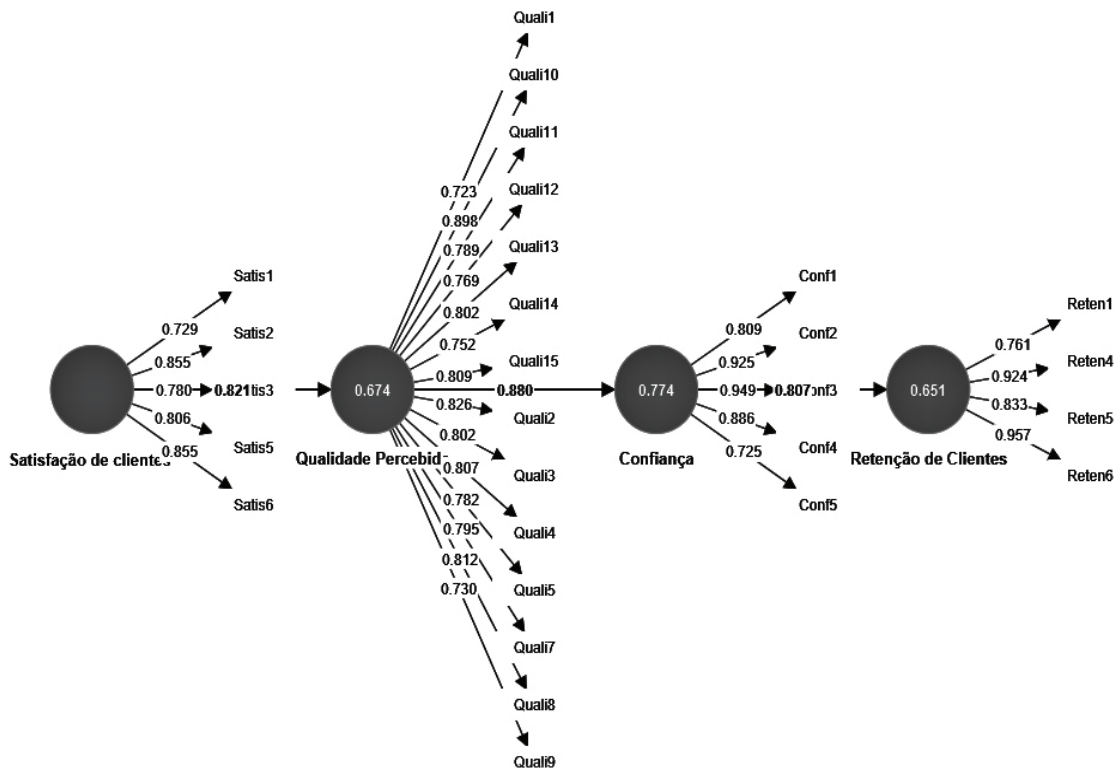 Quali1
Quali10
Quali11
Quali12
Quali13
Quali14
Quali15
Quali2
Quali3
Quali4
Quali5
Quali7
Quali8
Quali9
0.723
0.898
0.789
0.769
0.802
0.752
0.809
0.826
0.802
0.807
0.782
0.795
0.812
0.730
Satis1
Satis2
Satis5
Satis6
0.729
0.855
0.780
0.821
0.806
0.855
Satisfação de clientes
0.674
Qualidade Percebid
0.880
Conf1
Conf2
Conf4
Conf5
0.809
0.925
0.949
0.807
0.886
0.725
0.774
Confiança
Reten1
Reten4
Reten5
Reten6
0.761
0.924
0.833
0.957
0.651
Retenção de Clientes